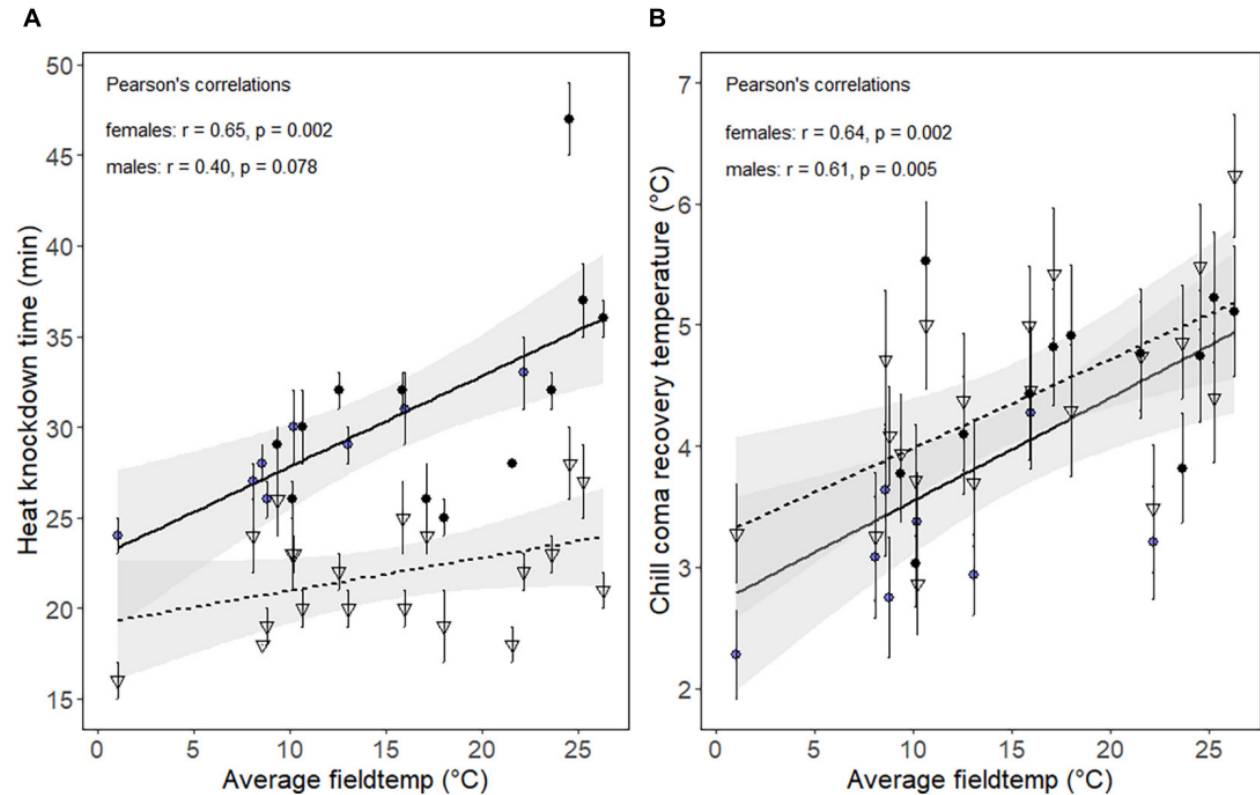 A
Heat knockdown time (min)
50
45
40
35
30
25
20
15
Pearson's correlations
females: r = 0.65, p = 0.002
males: r = 0.40, p = 0.078
0 5 10 15 20 25
Average fieldtemp (°C)
B
Chill coma recovery temperature (°C)
7
6
5
4
3
2
Pearson's correlations
females: r = 0.64, p = 0.002
males: r = 0.61, p = 0.005
0 5 10 15 20 25
Average fieldtemp (°C)